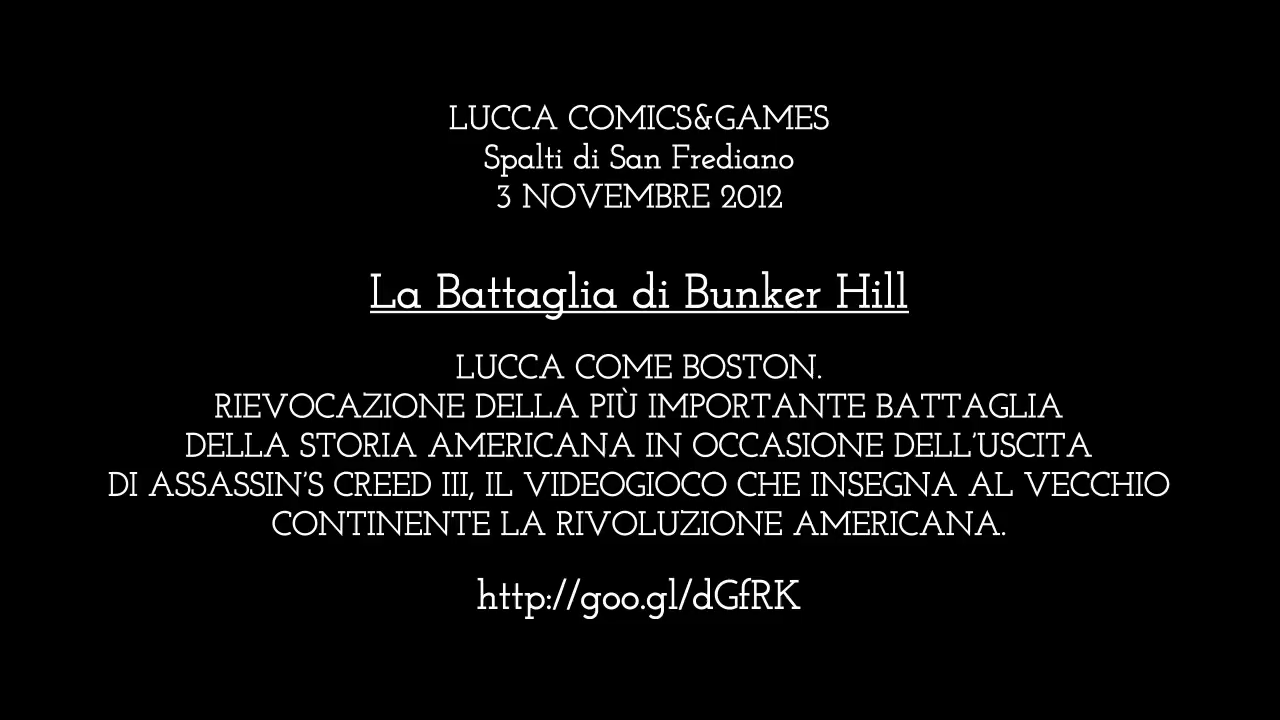 LUCCA COMICS&GAMES
Spalti di San Frediano
3 NOVEMBRE 2012
La Battaglia di Bunker Hill
LUCCA COME BOSTON.
RIEVOCAZIONE DELLA PIÙ IMPORTANTE BATTAGLIA
DELLA STORIA AMERICANA IN OCCASIONE DELL'USCITA
DI ASSASSIN'S CREED III, IL VIDEOGIOCO CHE INSEGNA AL VECCHIO
CONTINENTE LA RIVOLUZIONE AMERICANA.
http://goo.gl/dGfRK